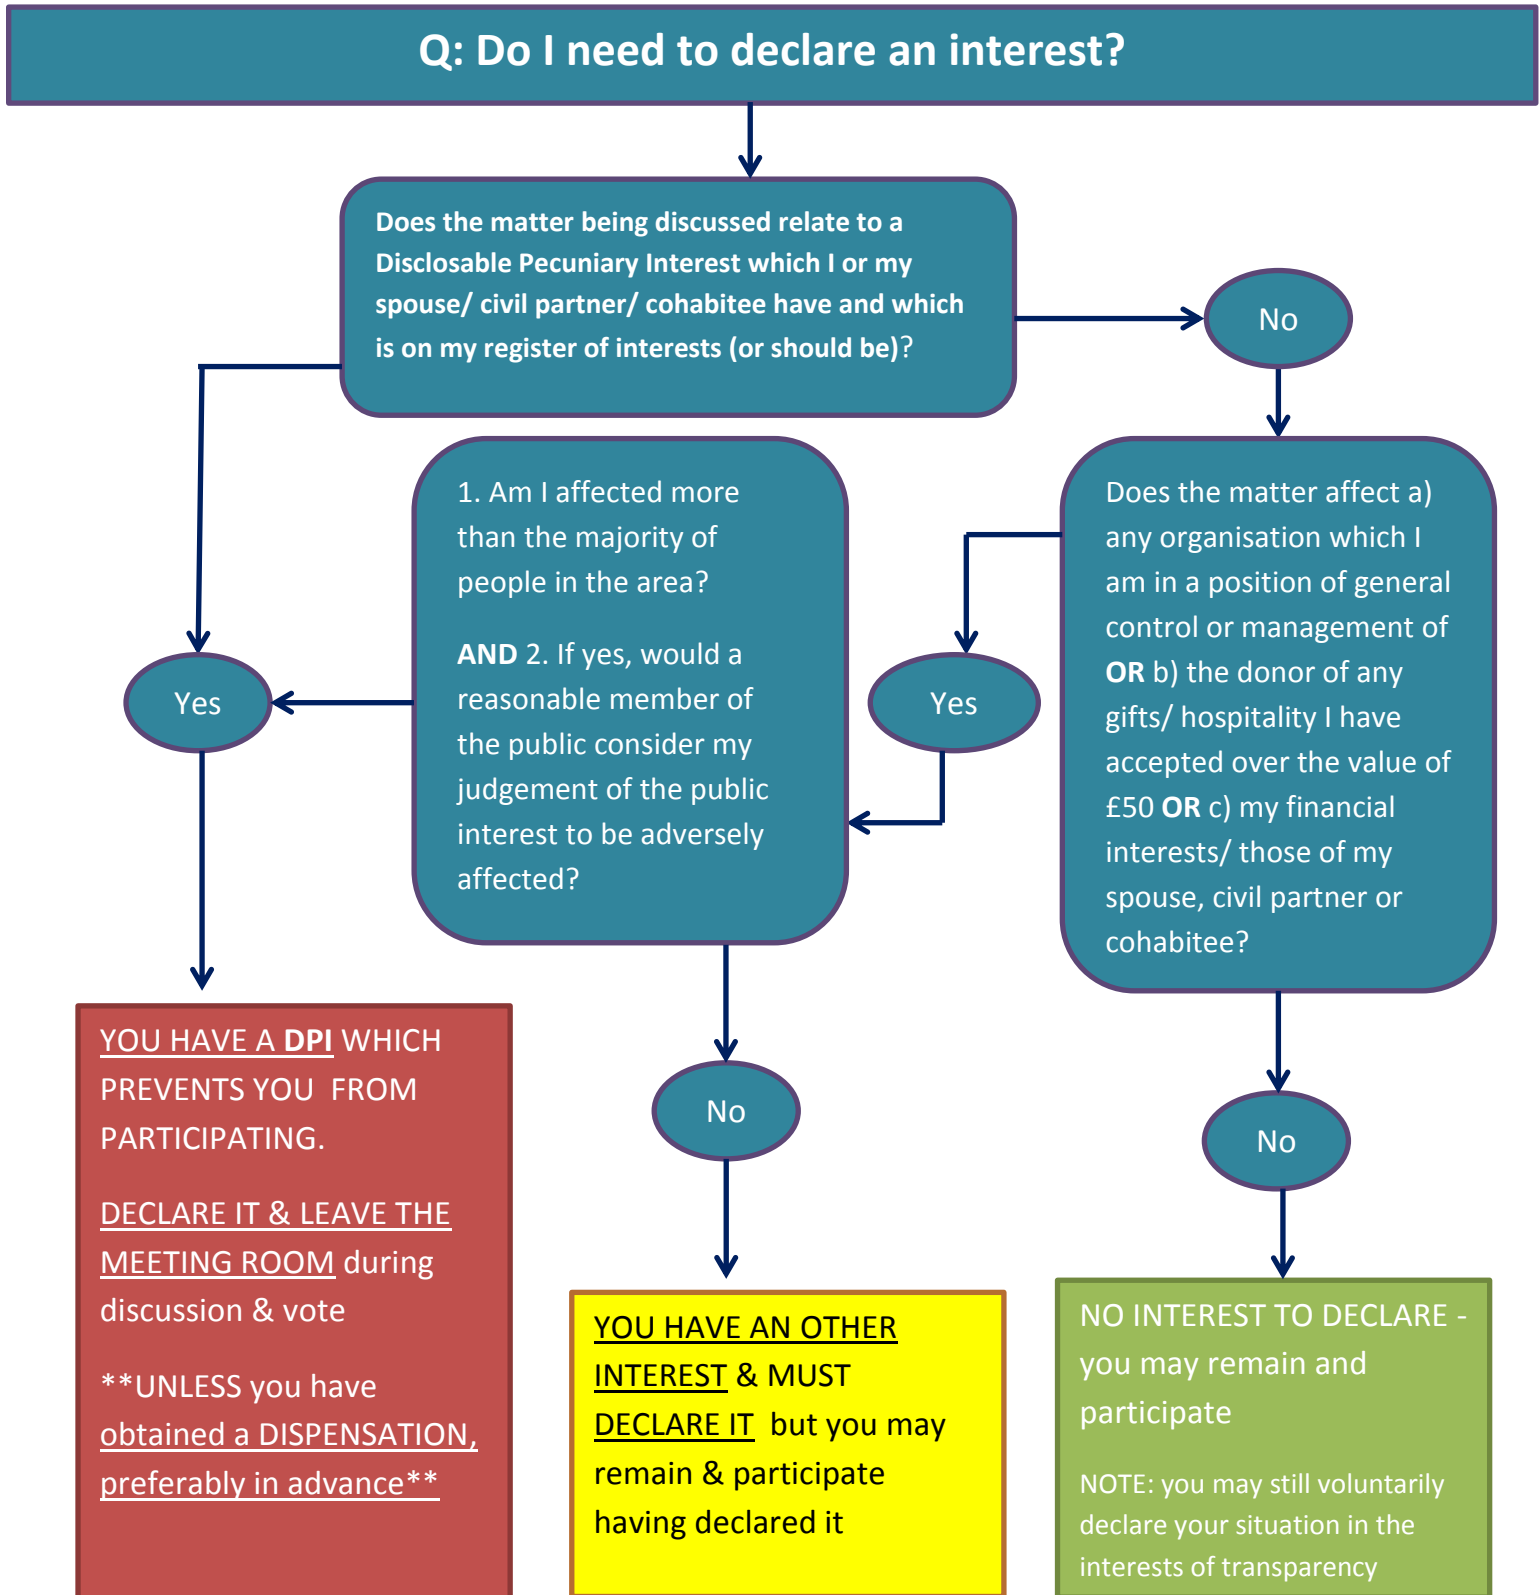 Q: Do I need to declare an interest?
Does the matter being discussed relate to a
Disclosable Pecuniary Interest which I or my
spouse/ civil partner/ cohabitee have and which
is on my register of interests (or should be)?
No
1. Am I affected more
than the majority of
people in the area?
AND 2. If yes, would a
reasonable member of
the public consider my
judgement of the public
interest to be adversely
affected?
Does the matter affect a)
any organisation which I
am in a position of general
control or management of
OR b) the donor of any
gifts/ hospitality I have
accepted over the value of
£50 OR c) my financial
interests/ those of my
spouse, civil partner or
cohabitee?
Yes
Yes
YOU HAVE A DPI WHICH
PREVENTS YOU FROM
PARTICIPATING.
DECLARE IT & LEAVE THE
MEETING ROOM during
discussion & vote
**UNLESS you have
obtained a DISPENSATION,
preferably in advance**
No
No
YOU HAVE AN OTHER
INTEREST & MUST
DECLARE IT but you may
remain & participate
having declared it
NO INTEREST TO DECLARE -
you may remain and
participate
NOTE: you may still voluntarily
declare your situation in the
interests of transparency